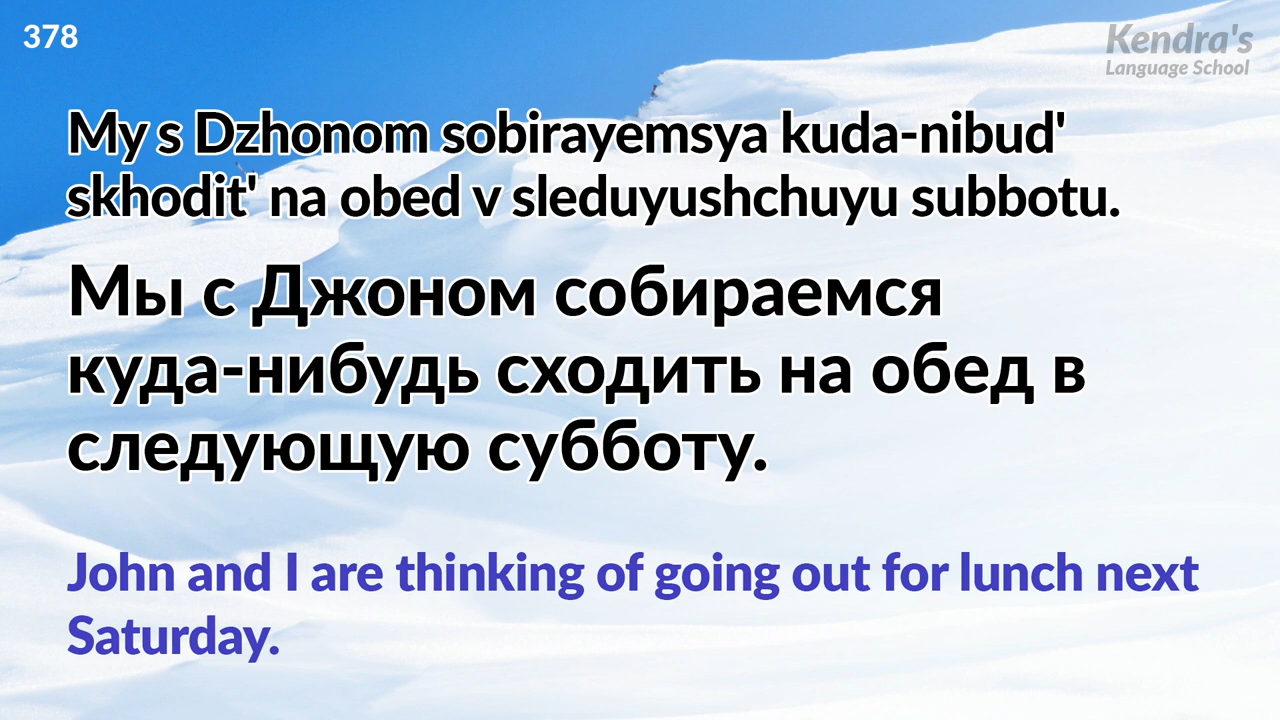 378
Kendra's
Language School
My s Dzhonom sobirayemsya kuda-nibud'
skhodit' na obed v sleduyushchuyu subbotu.
Мы с Джоном собираемся
куда-нибудь сходить на обед в
следующую субботу.
John and I are thinking of going out for lunch next
Saturday.